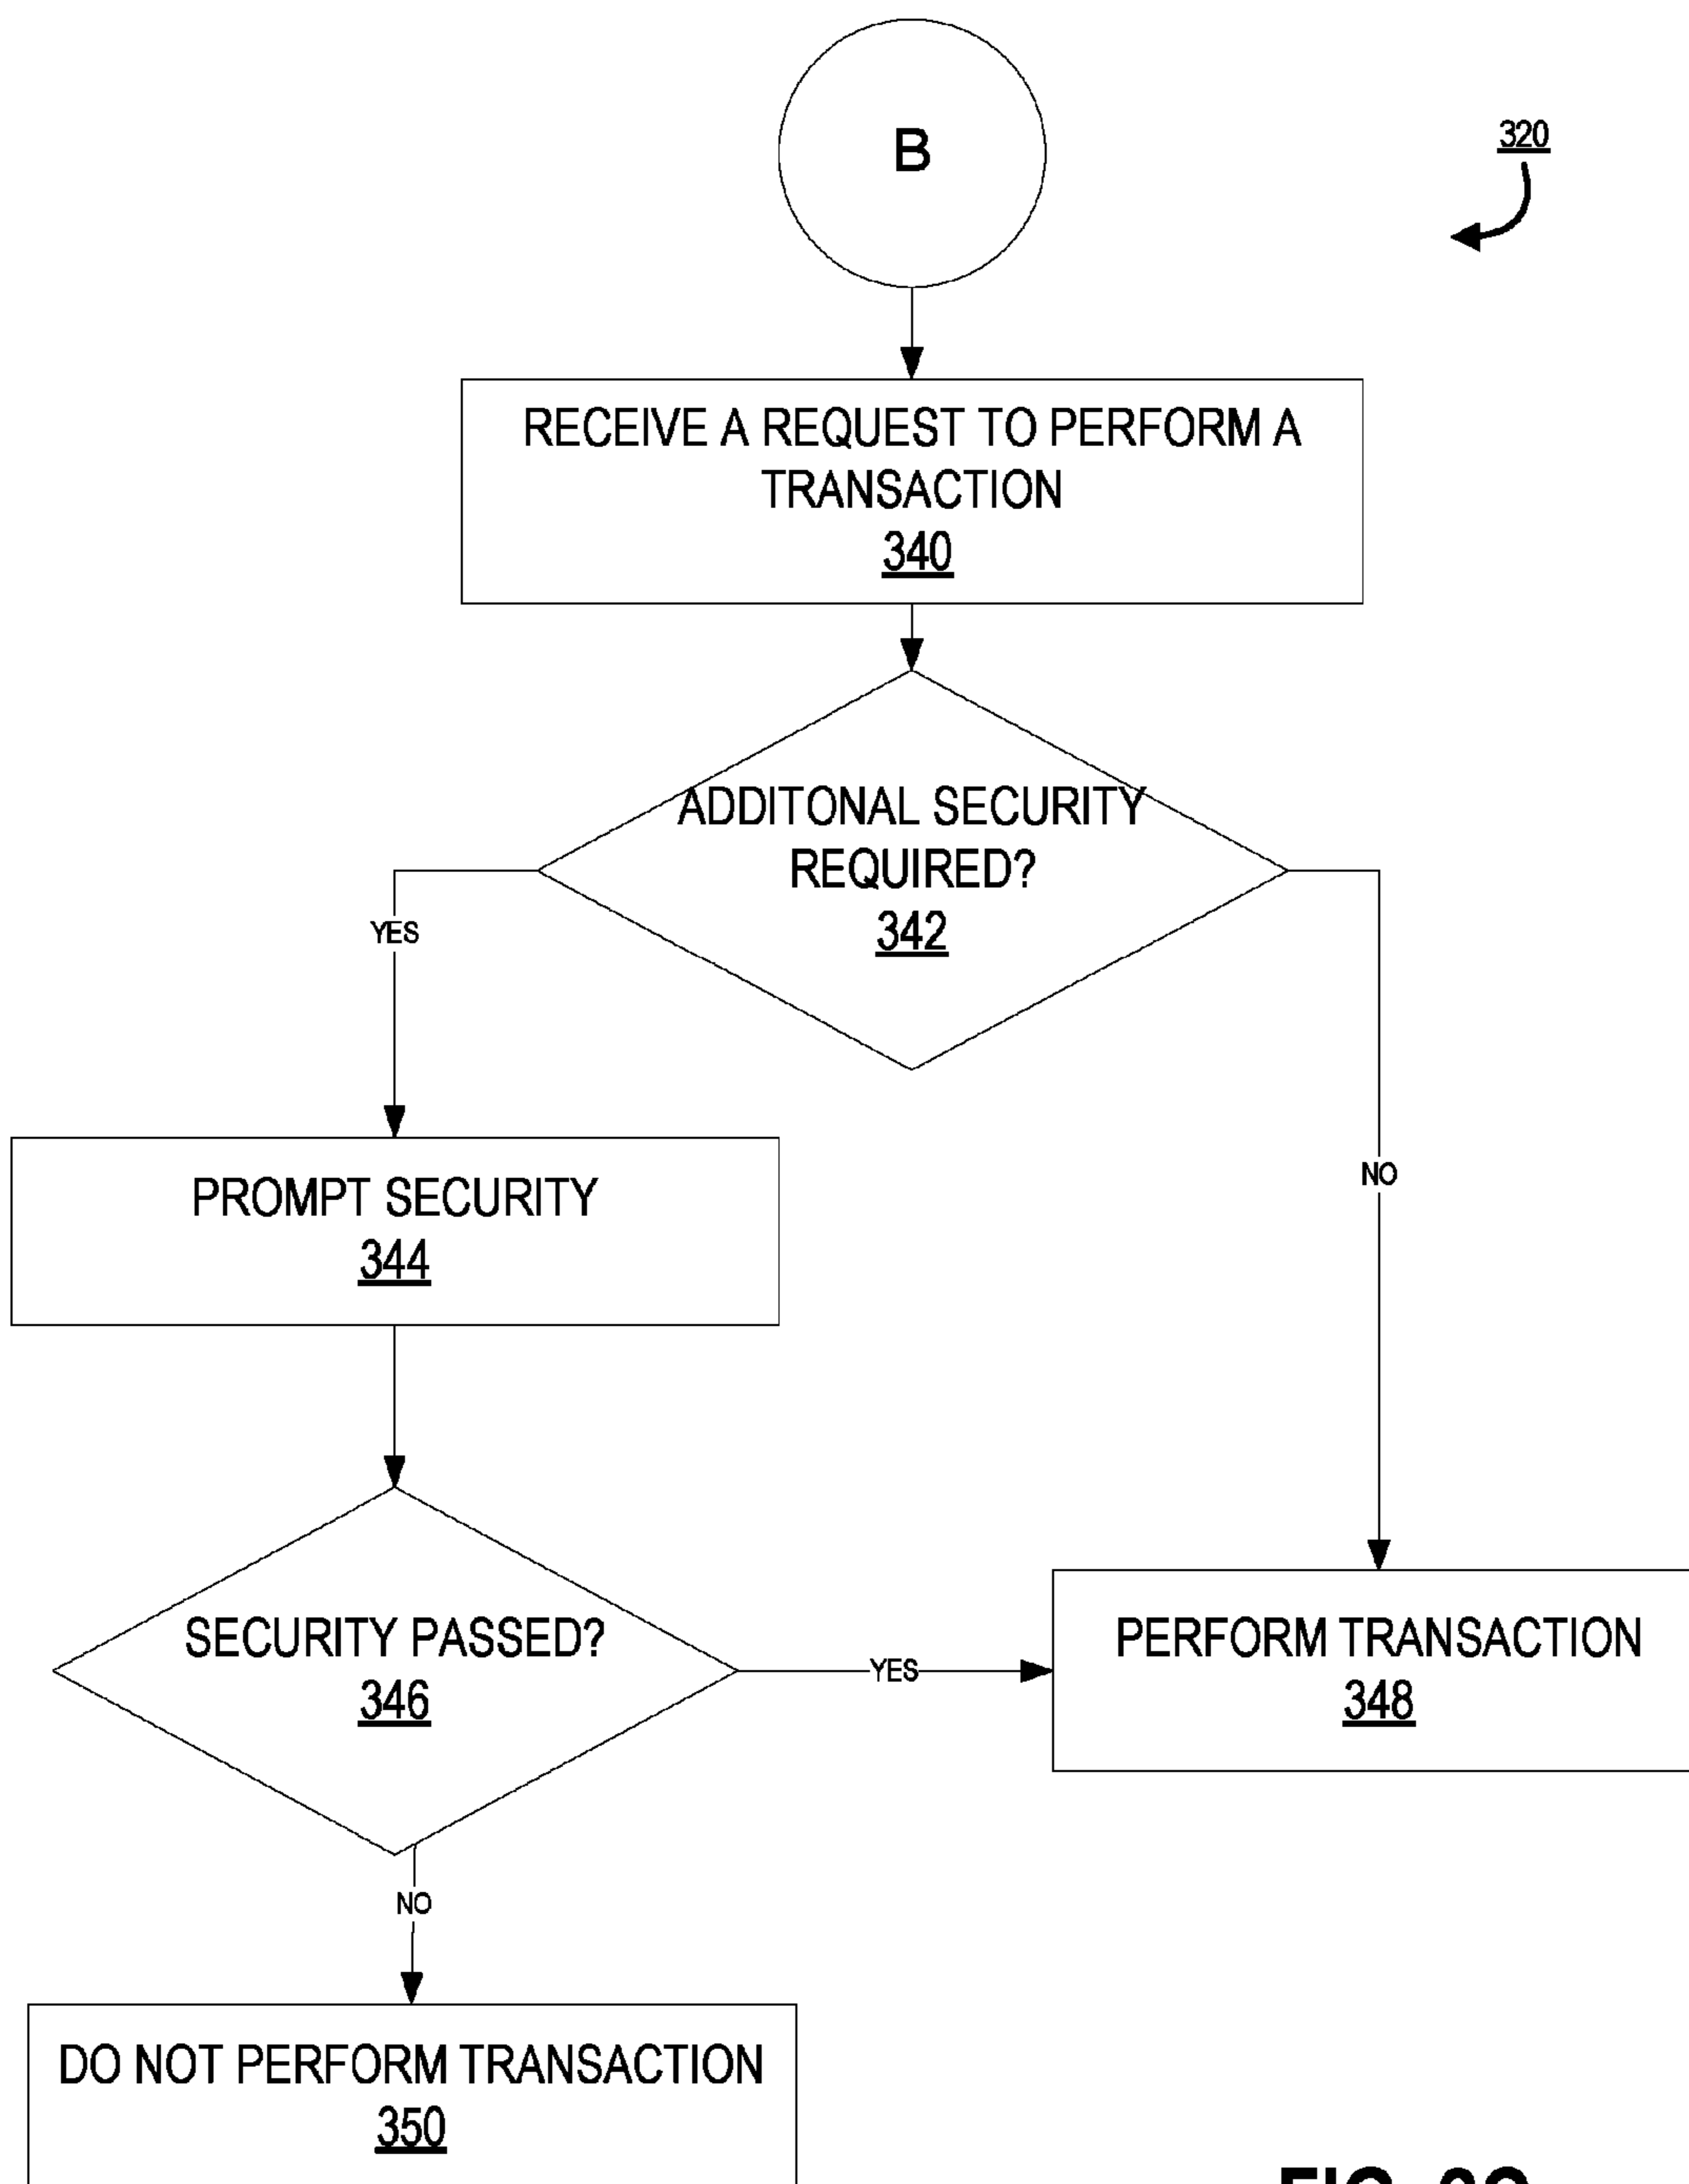 B
320
RECEIVE A REQUEST TO PERFORM A
TRANSACTION
340
ADDITONAL SECURITY
REQUIRED?
342
YES
NO
PROMPT SECURITY
344
SECURITY PASSED?
346
YES
PERFORM TRANSACTION
348
NO
DO NOT PERFORM TRANSACTION
350
FIG.